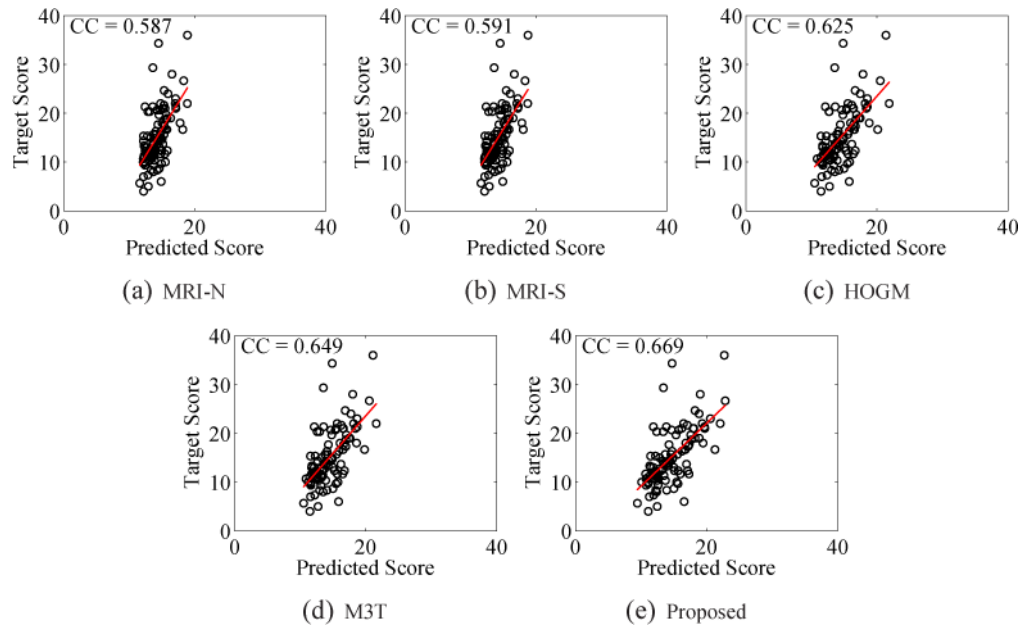 CC = 0.587
40
30
20
10
0
Target Score
0 20 40
Predicted Score
(a) MRI-N
CC = 0.591
40
30
20
10
0
Target Score
0 20 40
Predicted Score
(b) MRI-S
CC = 0.625
40
30
20
10
0
Target Score
0 20 40
Predicted Score
(c) HOGM
CC = 0.649
40
30
20
10
0
Target Score
0 20 40
Predicted Score
(d) M3T
CC = 0.669
40
30
20
10
0
Target Score
0 20 40
Predicted Score
(e) Proposed